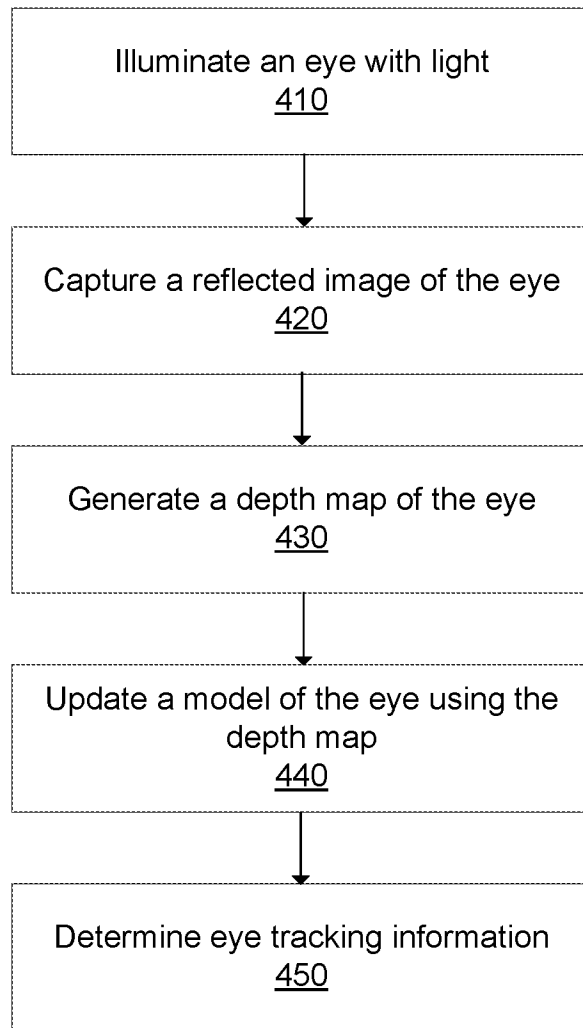 Illuminate an eye with light
410
Capture a reflected image of the eye
420
Generate a depth map of the eye
430
Update a model of the eye using the
depth map
440
Determine eye tracking information
450